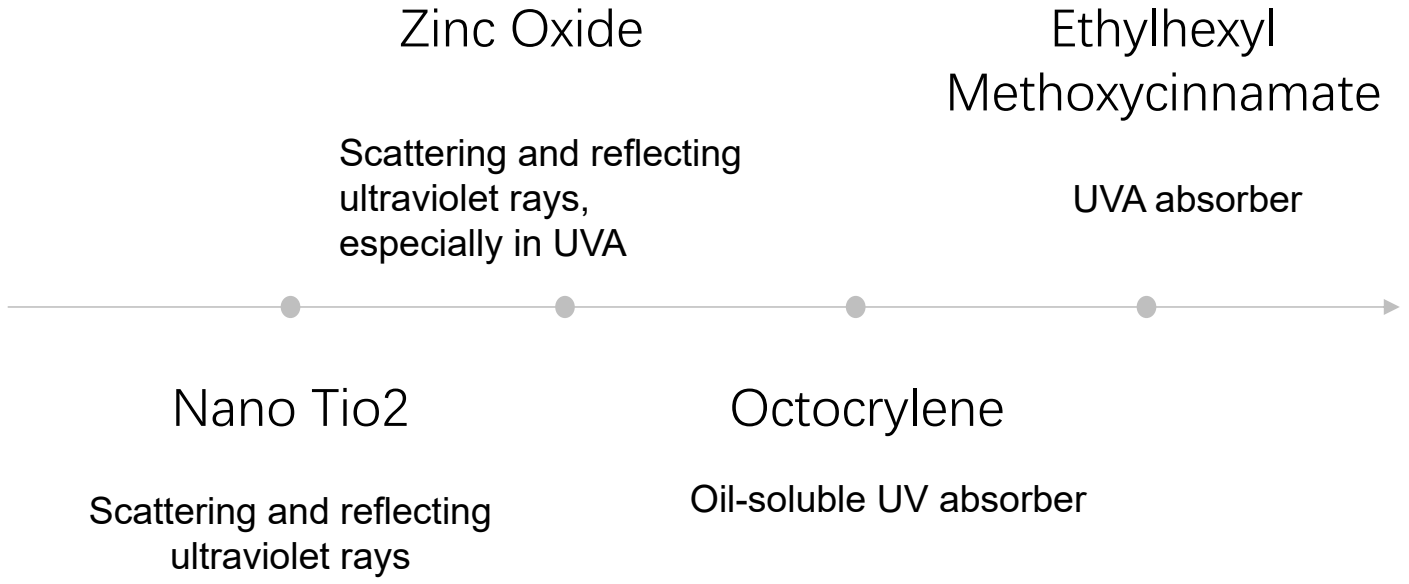 Zinc Oxide
Scattering and reflecting
ultraviolet rays,
especially in UVA
Ethylhexyl
Methoxycinnamate
UVA absorber
Nano Tio2
Scattering and reflecting
ultraviolet rays
Octocrylene
Oil-soluble UV absorber